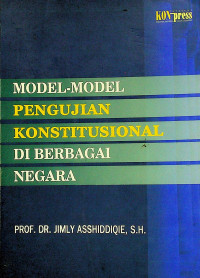 KONpress
MODEL-MODEL
PENGUJIAN
KONSTITUSIONAL
DI BERBAGAI
NEGARA
PROF. DR. JIMLY ASSHIDDIQIE, S.H.